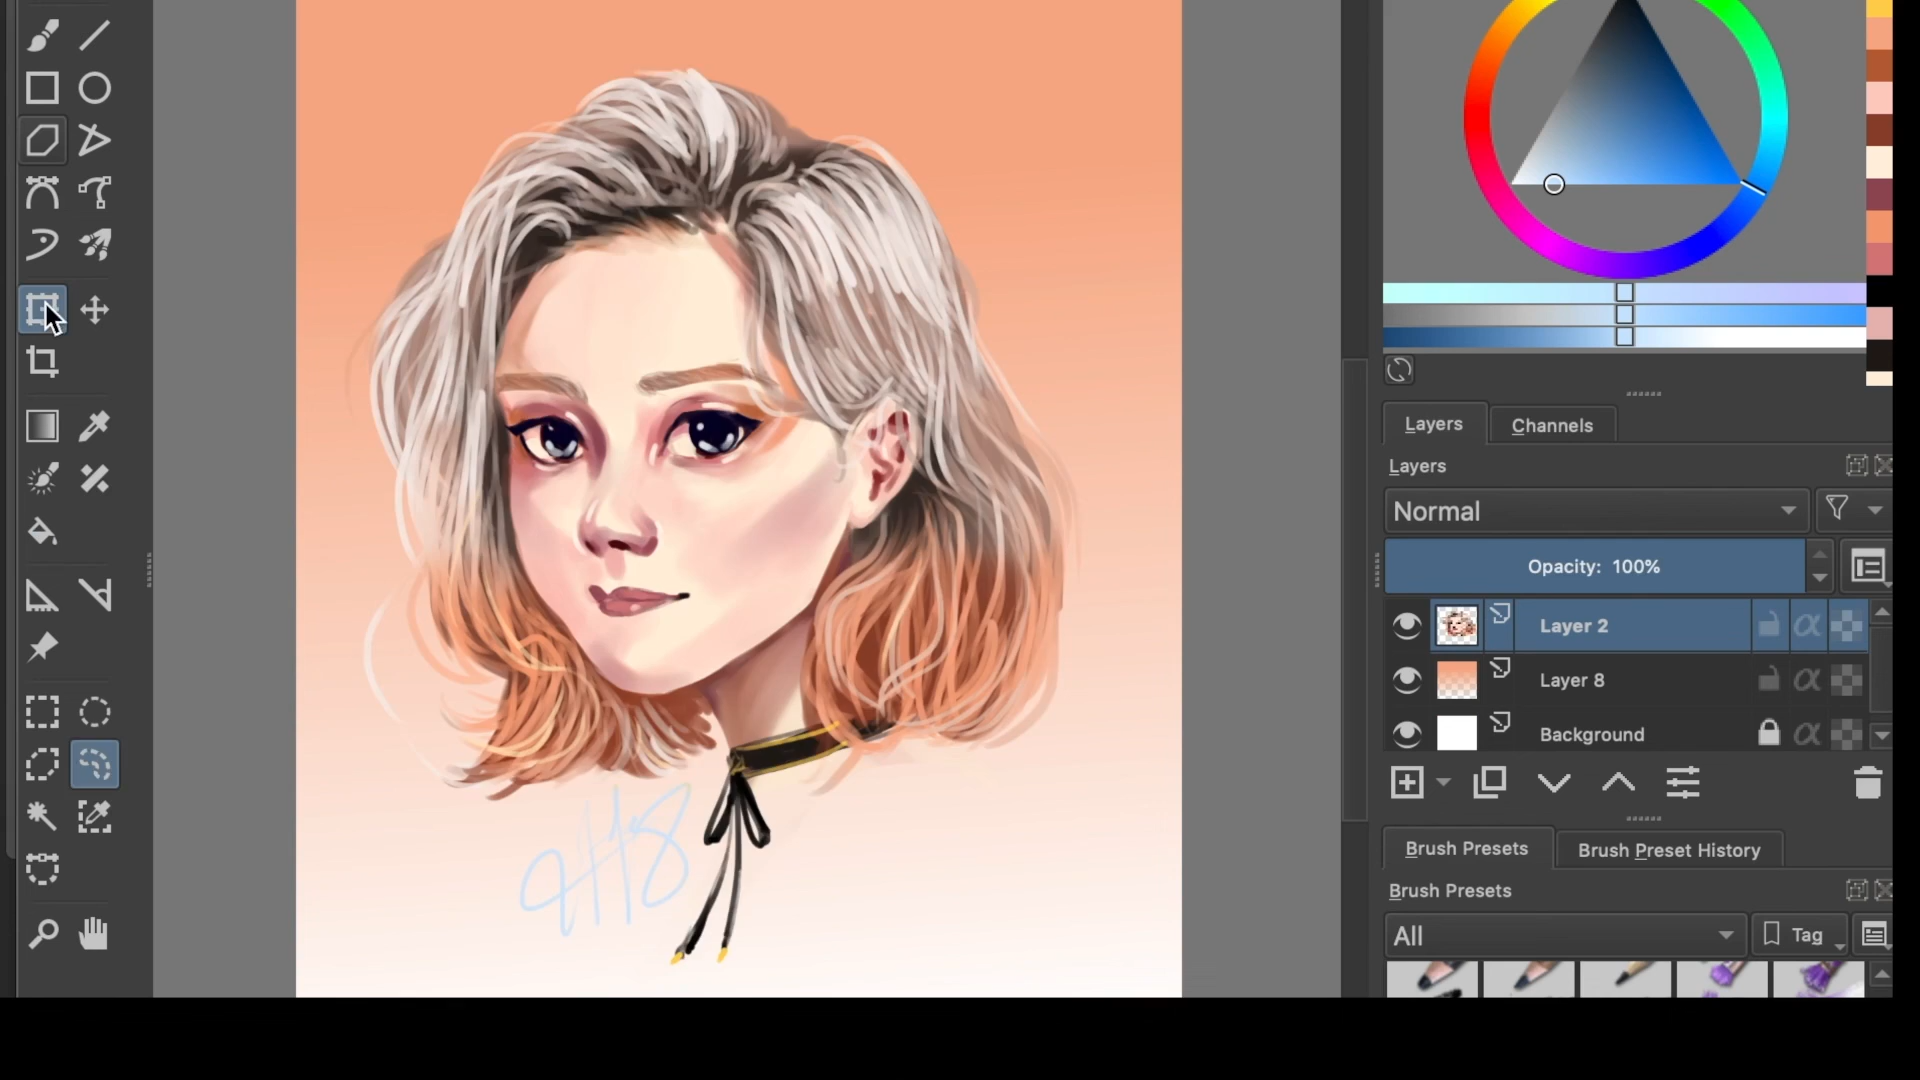 Layers
Channels
Layers
Normal
Opacity: 100%
Layer 2
Layer 8
Background
Brush Presets
Brush Preset History
Brush Presets
All
Tag